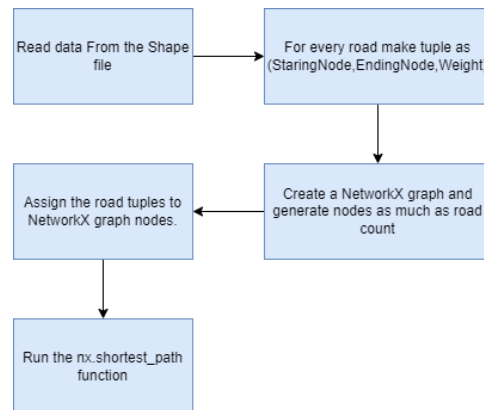 Read data From the Shape
file
For every road make tuple as
(StaringNode,EndingNode,Weight)
Create a NetworkX graph and
generate nodes as much as road
count
Assign the road tuples to
NetworkX graph nodes.
Run the nx.shortest_path
function